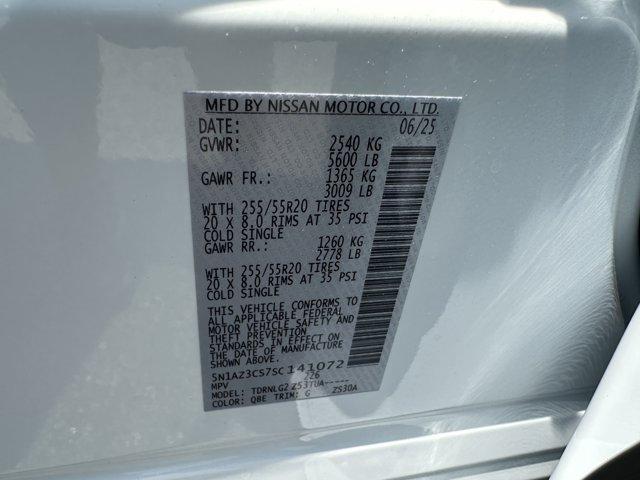 MFD BY NISSAN MOTOR CO., LTD.
DATE: 06/25
GVWR: 2540 KG
5600 LB
GAWR FR.: 1365 KG
3009 LB
WITH 255/55R20 TIRES
20 X 8.0 RIMS AT 35 PSI
COLD SINGLE
GAWR RR.: 1260 KG
2778 LB
WITH 255/55R20 TIRES
20 X 8.0 RIMS AT 35 PSI
COLD SINGLE
THIS VEHICLE CONFORMS TO
ALL APPLICABLE FEDERAL
MOTOR VEHICLE SAFETY AND
THEFT PREVENTION
STANDARDS IN EFFECT ON
THE DATE OF MANUFACTURE
SHOWN ABOVE.
5N1AZ3CS7SC141072
MPV 726
MODEL: TDRNLG2 Z53TUA-----
COLOR: QBE TRIM: G ZS30A